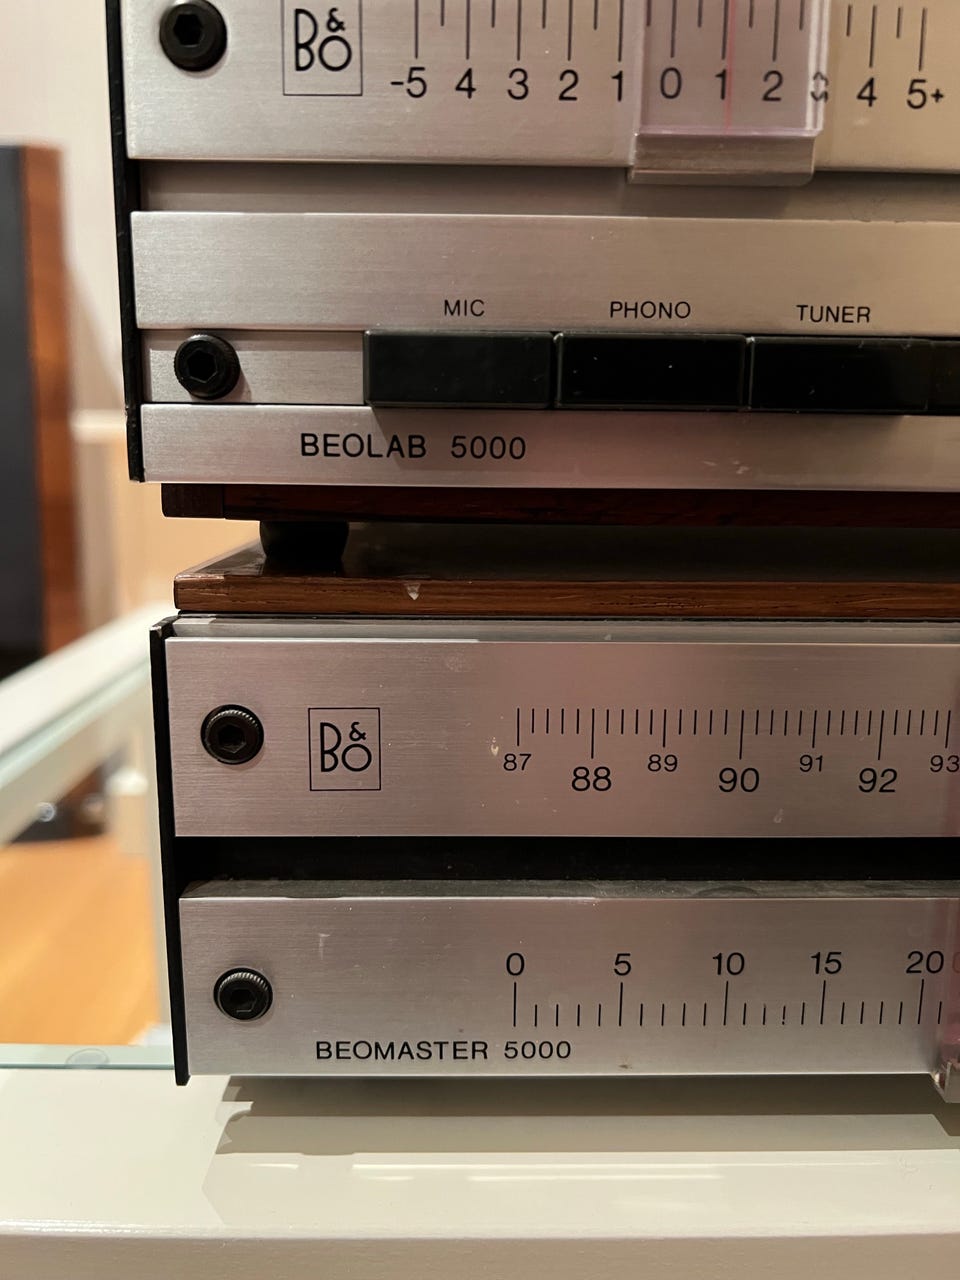 B&O
-5 4 3 2 1 0 1 2 4 5+
MIC PHONO TUNER
BEOLAB 5000
B&O
87 88 89 90 91 92 93
0 5 10 15 20
BEOMASTER 5000